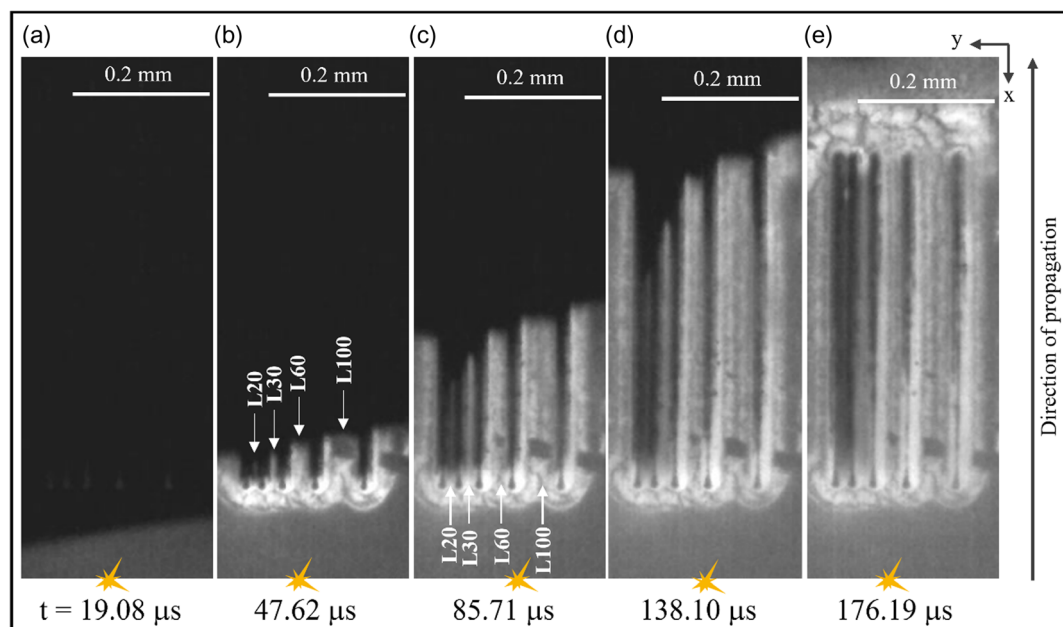 (a)
(b)
(c)
(d)
(e)
y
x
0.2 mm
0.2 mm
0.2 mm
0.2 mm
0.2 mm
L20
L30
L60
L100
L20
L30
L60
L100
Direction of propagation
t = 19.08 µs
47.62 µs
85.71 µs
138.10 µs
176.19 µs